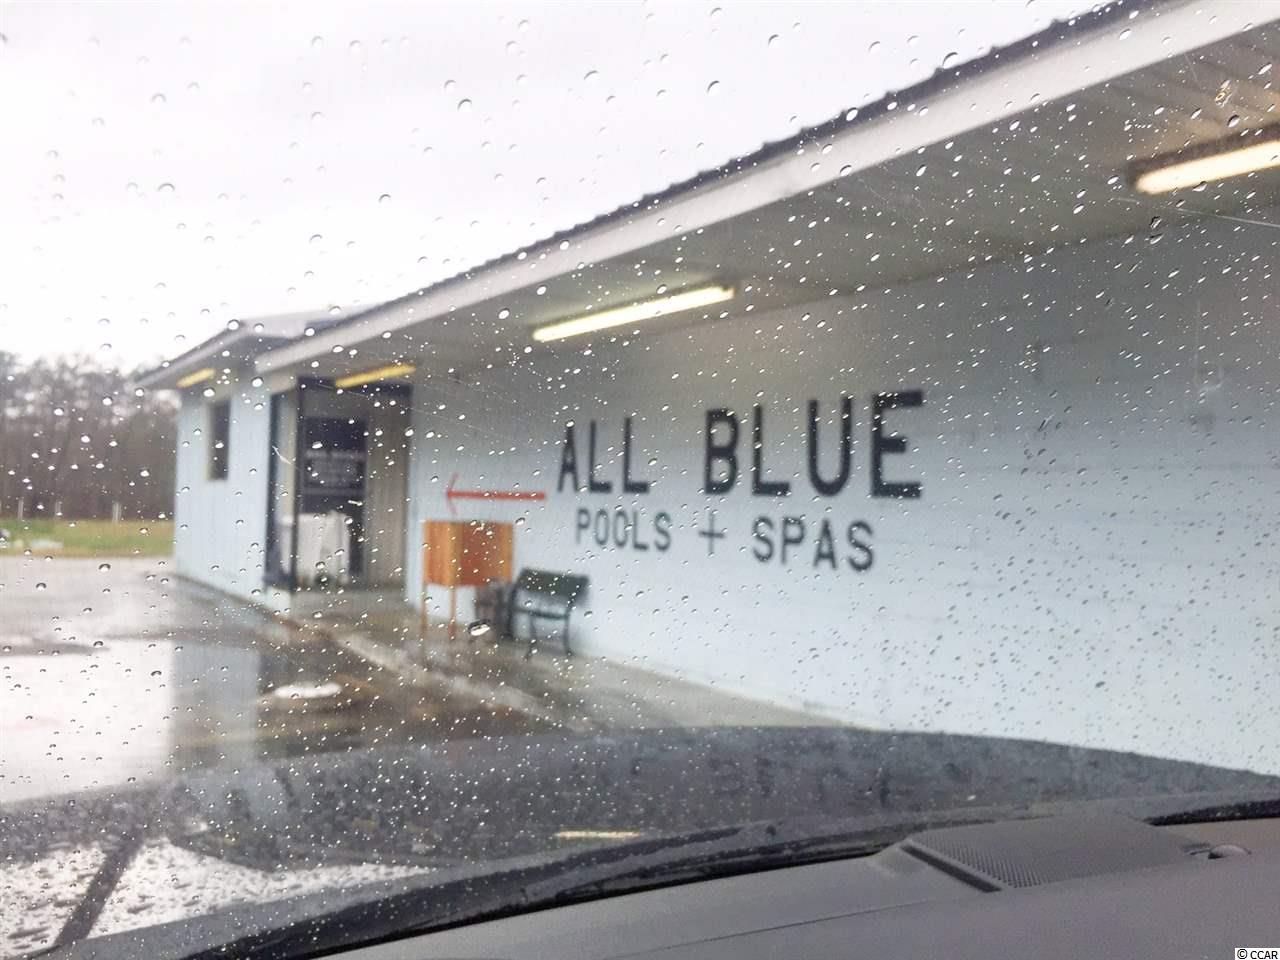 ALL BLUE
POOLS + SPAS
© CCAR